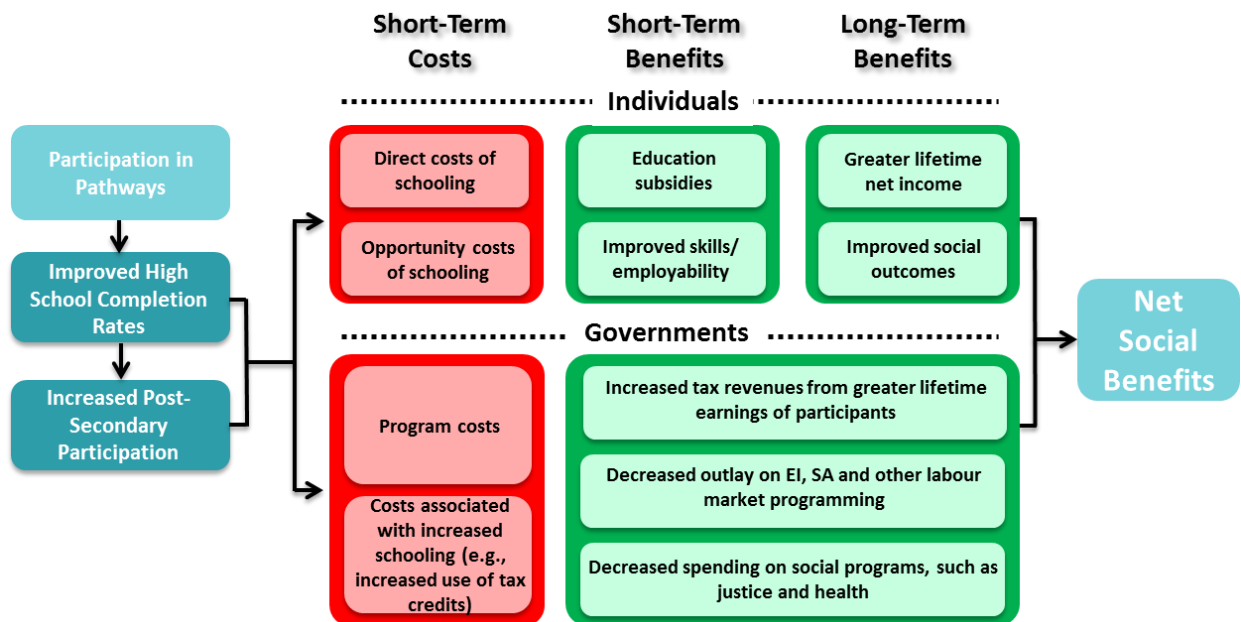 Short-Term
Costs
Short-Term
Benefits
Long-Term
Benefits
Individuals
Participation in
Pathways
Improved High
School Completion
Rates
Increased Post-
Secondary
Participation
Direct costs of
schooling
Opportunity costs
of schooling
Education
subsidies
Improved skills/
employability
Greater lifetime
net income
Improved social
outcomes
Governments
Program costs
Costs associated
with increased
schooling (e.g.,
increased use of tax
credits)
Increased tax revenues from greater lifetime
earnings of participants
Decreased outlay on EI, SA and other labour
market programming
Decreased spending on social programs, such as
justice and health
Net
Social
Benefits